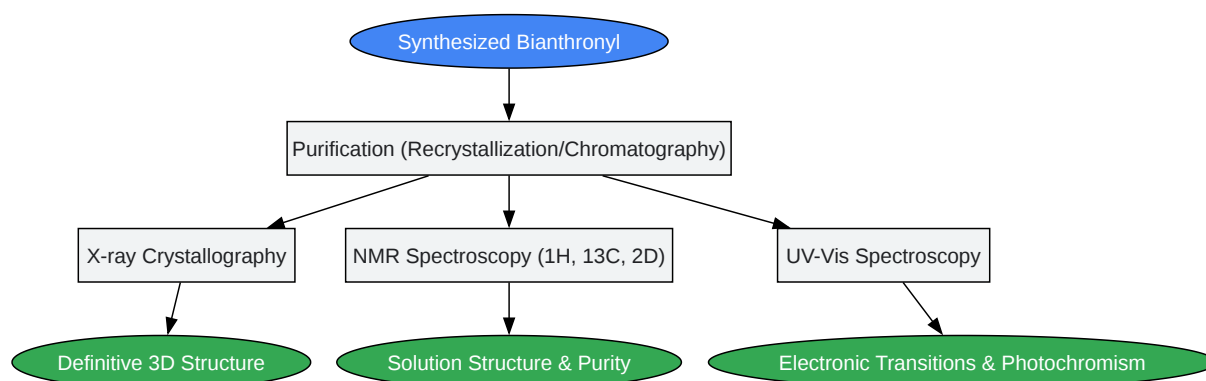 Synthesized Bianthronyl
Purification (Recrystallization/Chromatography)
X-ray Crystallography
NMR Spectroscopy (1H, 13C, 2D)
UV-Vis Spectroscopy
Definitive 3D Structure
Solution Structure & Purity
Electronic Transitions & Photochromism